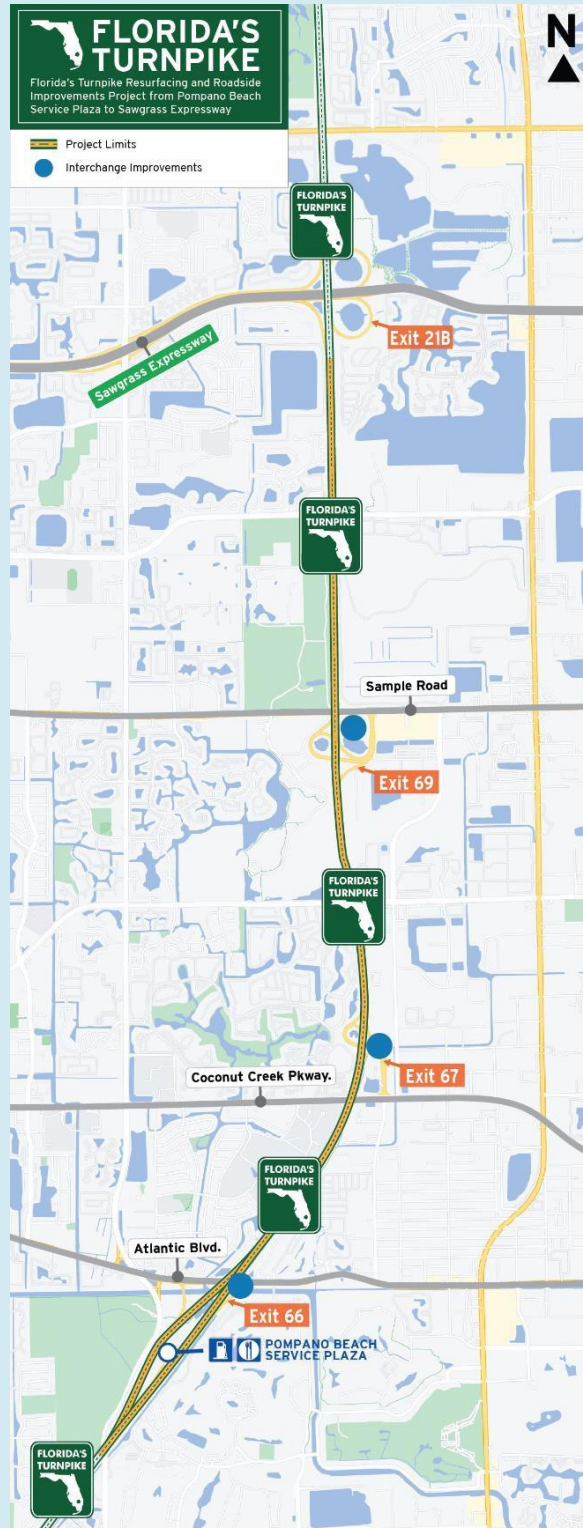 FLORIDA'S
TURNPIKE
Florida's Turnpike Resurfacing and Roadside
Improvements Project from Pompano Beach
Service Plaza to Sawgrass Expressway
N
Project Limits
Interchange Improvements
FLORIDA'S
TURNPIKE
Exit 21B
Sawgrass Expressway
FLORIDA'S
TURNPIKE
Sample Road
Exit 69
FLORIDA'S
TURNPIKE
Exit 67
Coconut Creek Pkway.
FLORIDA'S
TURNPIKE
Atlantic Blvd.
Exit 66
POMPANO BEACH
SERVICE PLAZA
FLORIDA'S
TURNPIKE